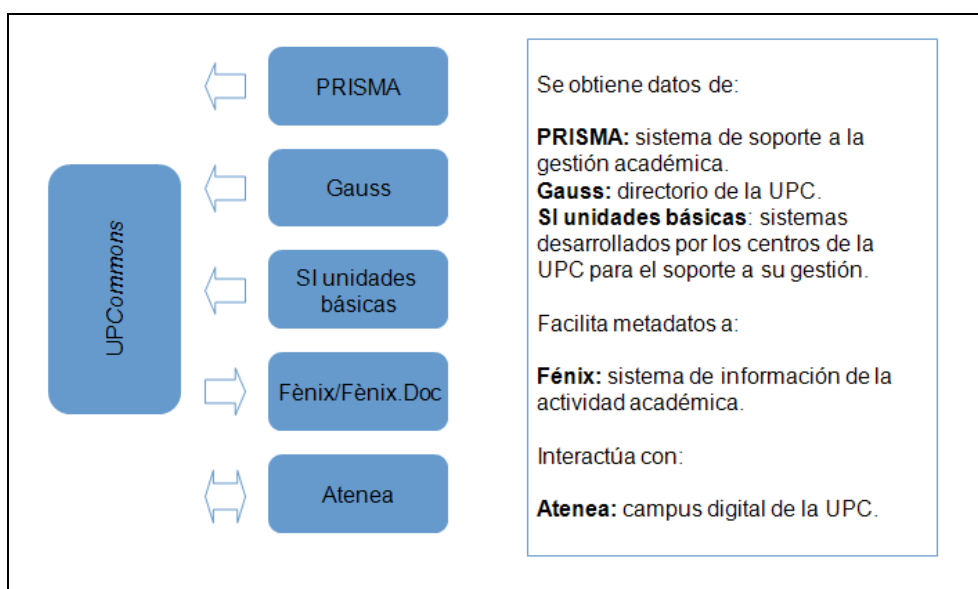 UPCommons
PRISMA
Gauss
SI unidades
básicas
Fènix/Fènix.Doc
Atenea
Se obtiene datos de:
PRISMA: sistema de soporte a la
gestión académica.
Gauss: directorio de la UPC.
SI unidades básicas: sistemas
desarrollados por los centros de la
UPC para el soporte a su gestión.
Facilita metadatos a:
Fénix: sistema de información de la
actividad académica.
Interactúa con:
Atenea: campus digital de la UPC.